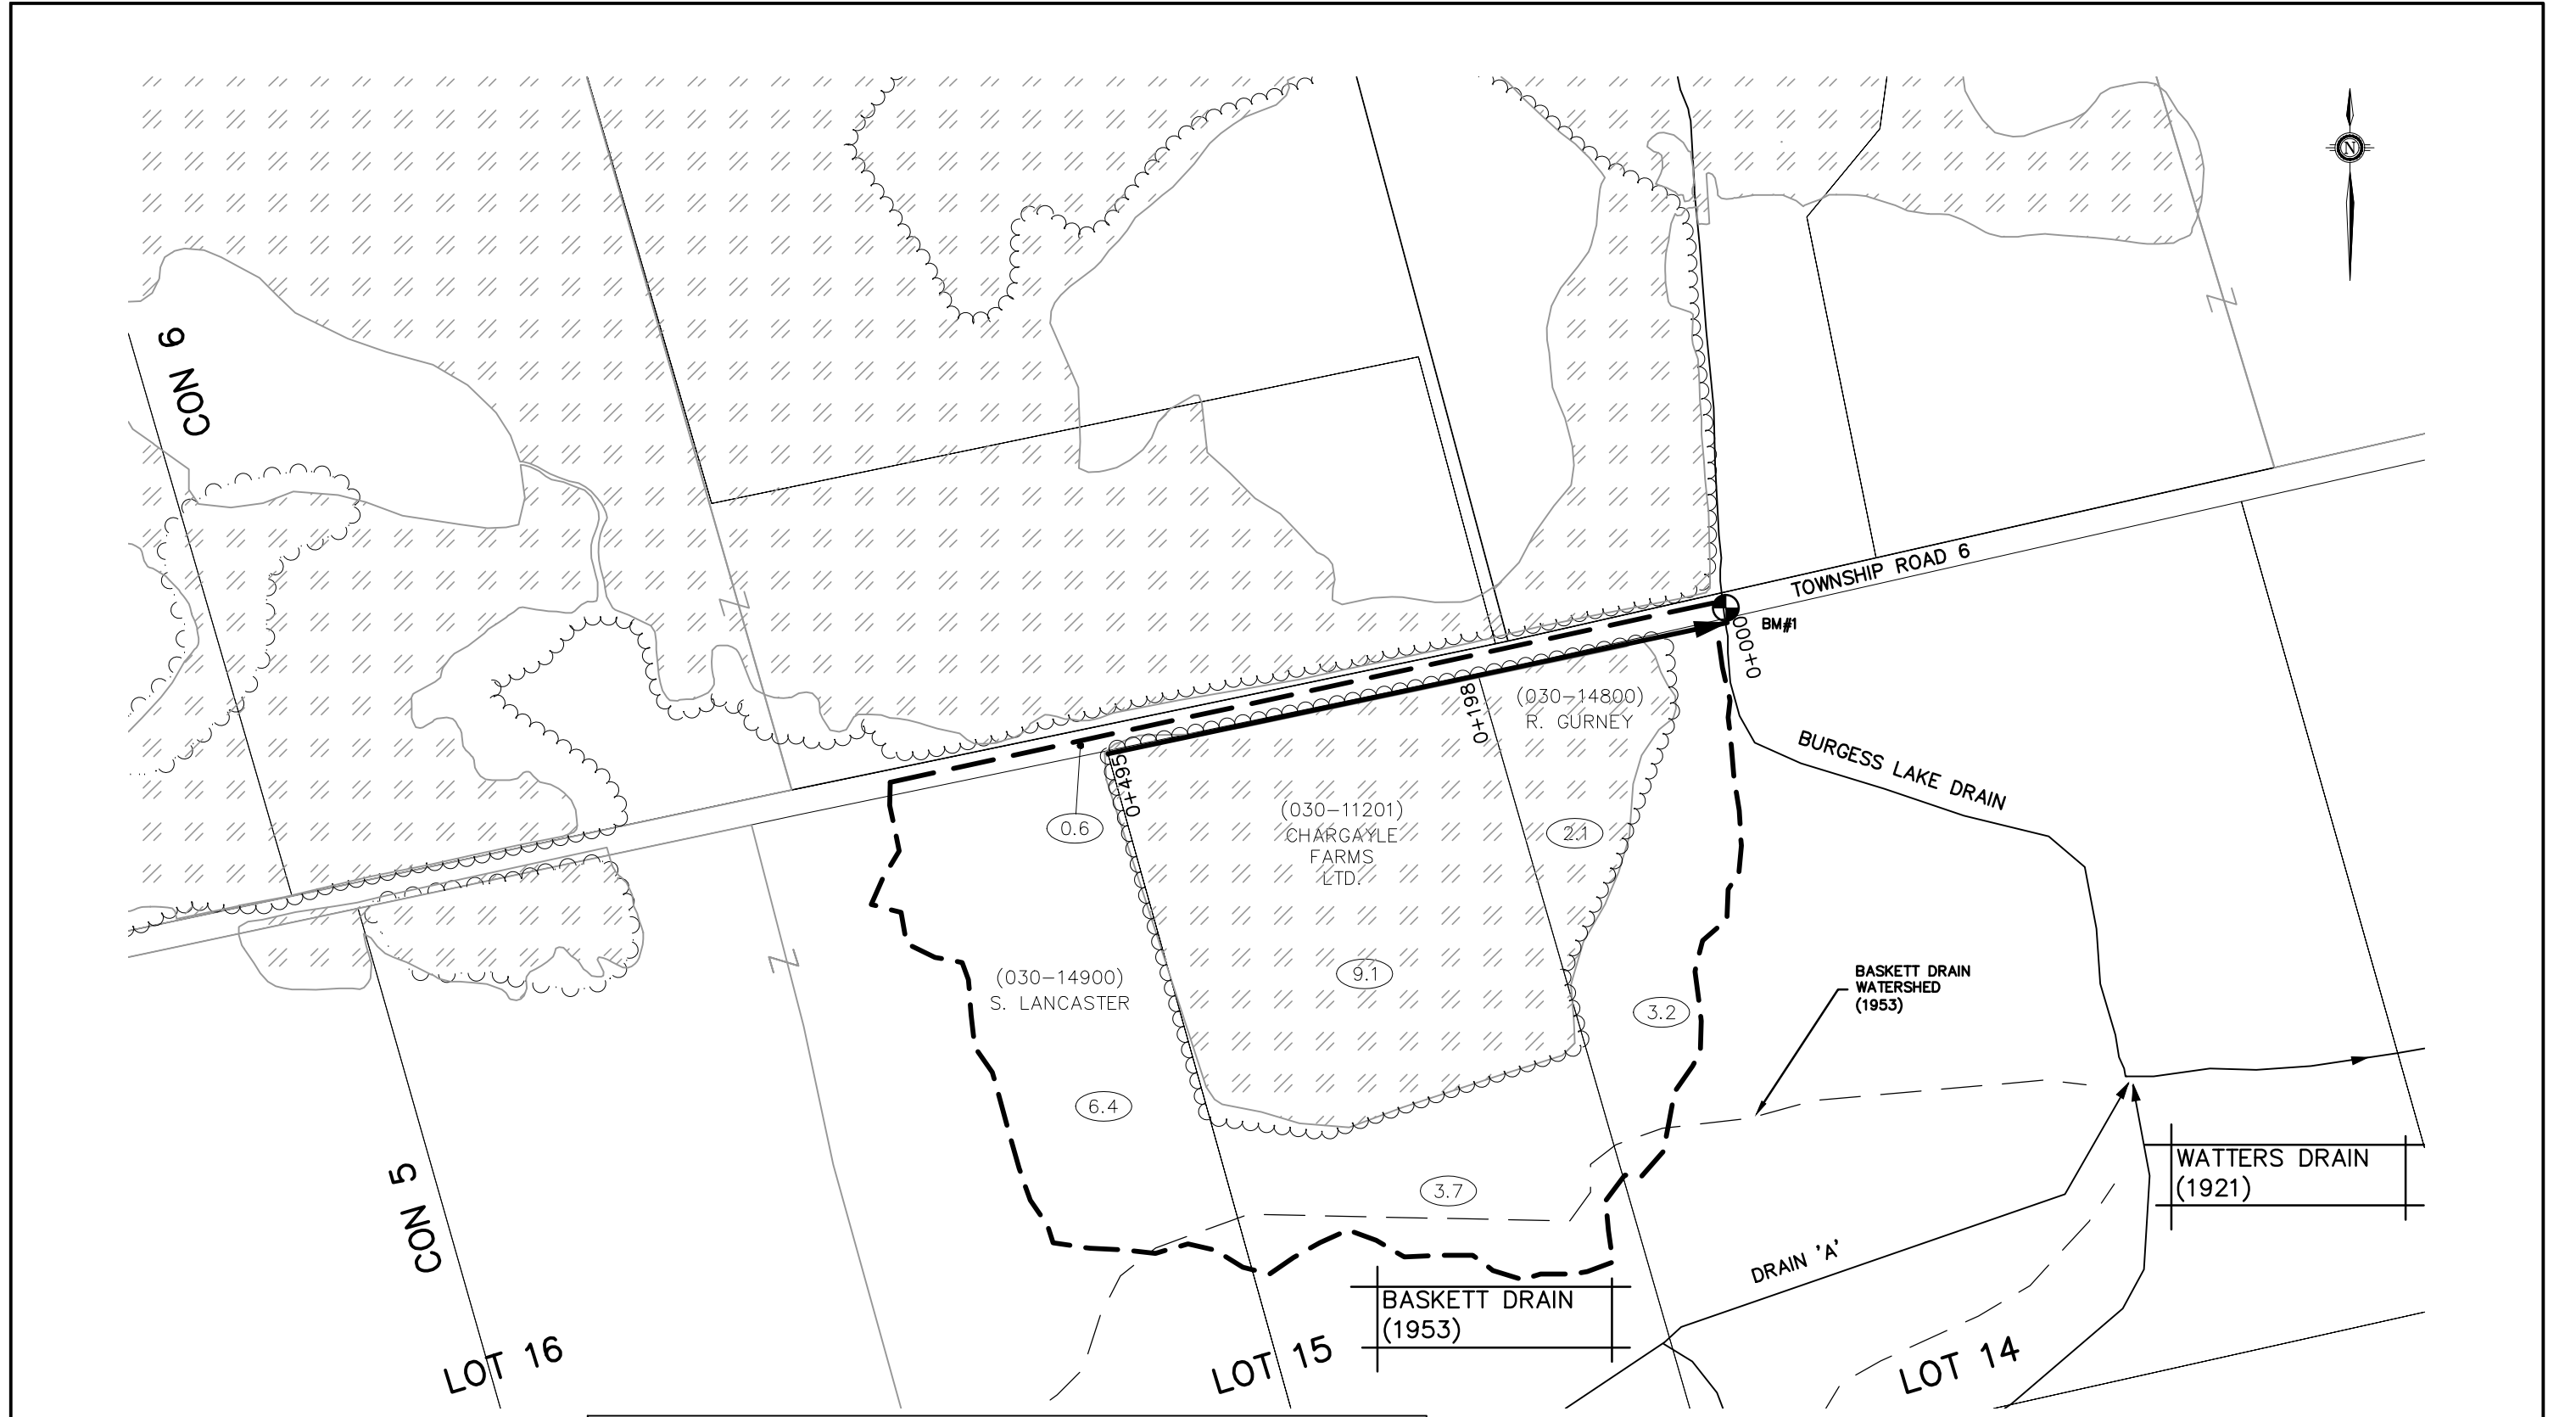 N
CON 6
TOWNSHIP ROAD 6
BM#1
0+000
(030-14800)
R. GURNEY
0+198
BURGESS LAKE DRAIN
0+495
(030-11201)
CHARGAYLE
FARMS
LTD.
0.6
2.1
(030-14900)
S. LANCASTER
9.1
BASKETT DRAIN
WATERSHED
(1953)
3.2
6.4
CON 5
3.7
WATTERS DRAIN
(1921)
DRAIN 'A'
BASKETT DRAIN
(1953)
LOT 16
LOT 15
LOT 14